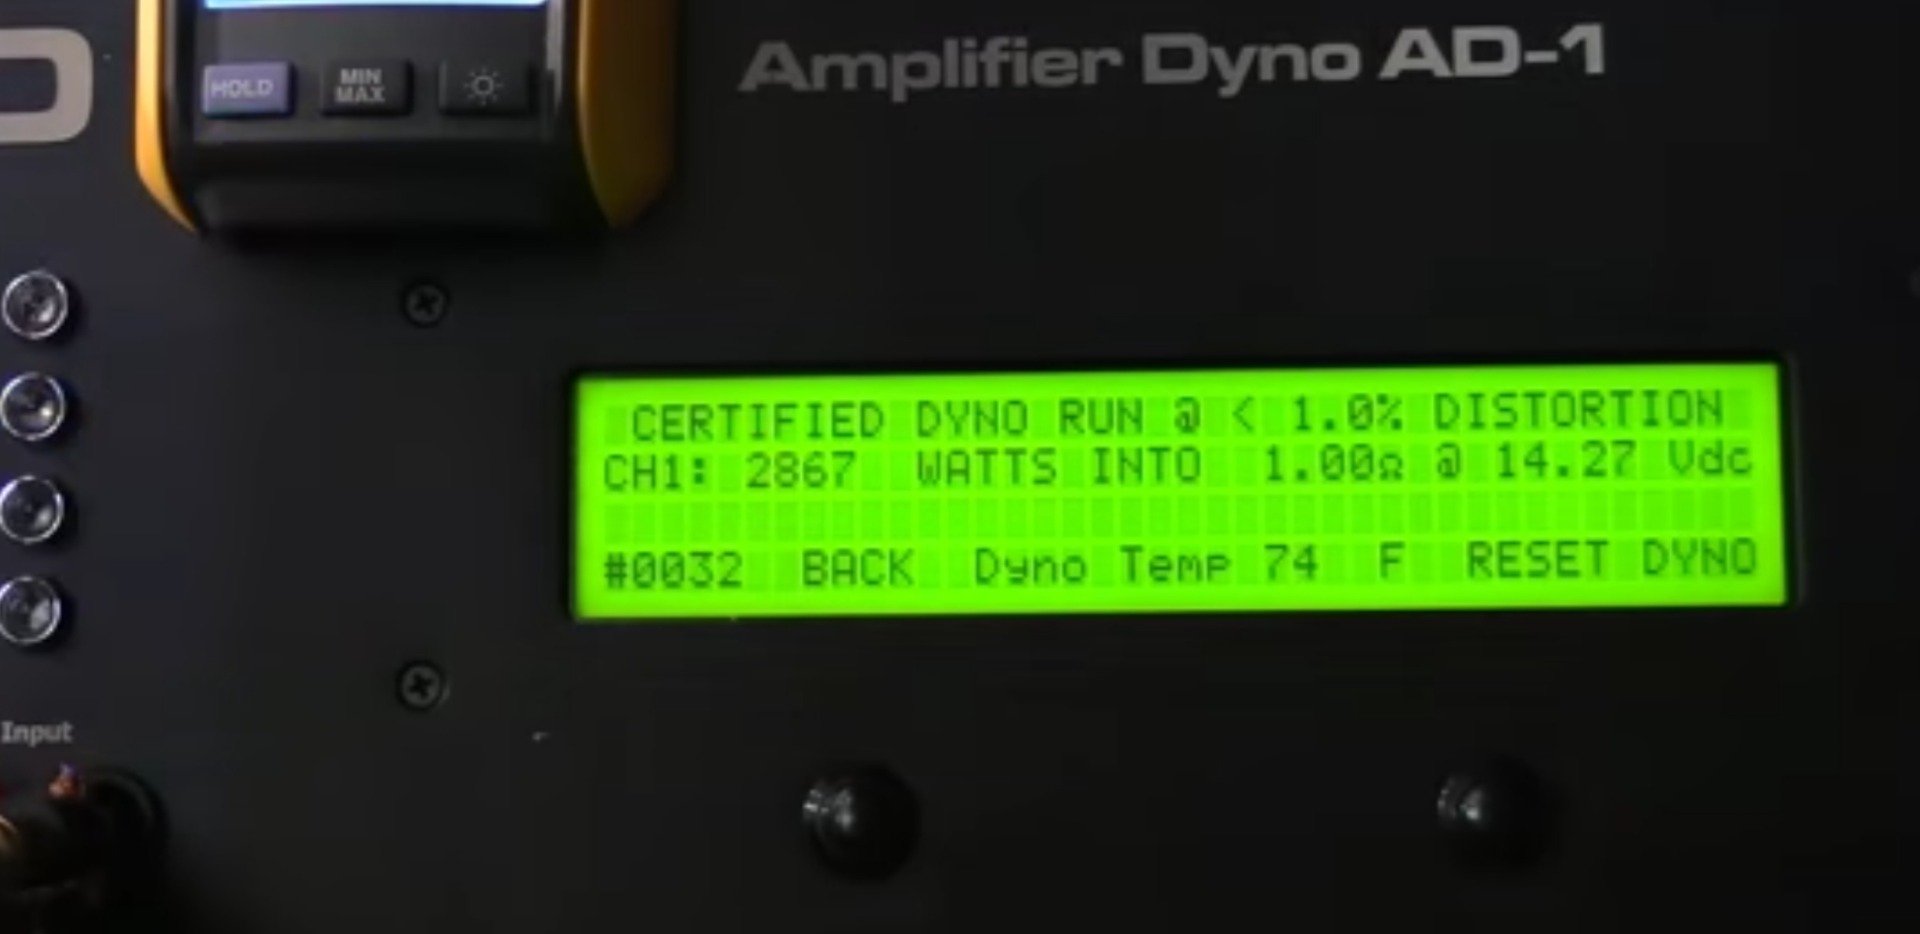 HOLD
MIN MAX
Amplifier Dyno AD-1
CERTIFIED DYNO RUN @ < 1.0% DISTORTION
CH1: 2867 WATTS INTO 1.00Ω @ 14.27 Vdc
#0032 BACK Dyno Temp 74 F RESET DYNO
Input